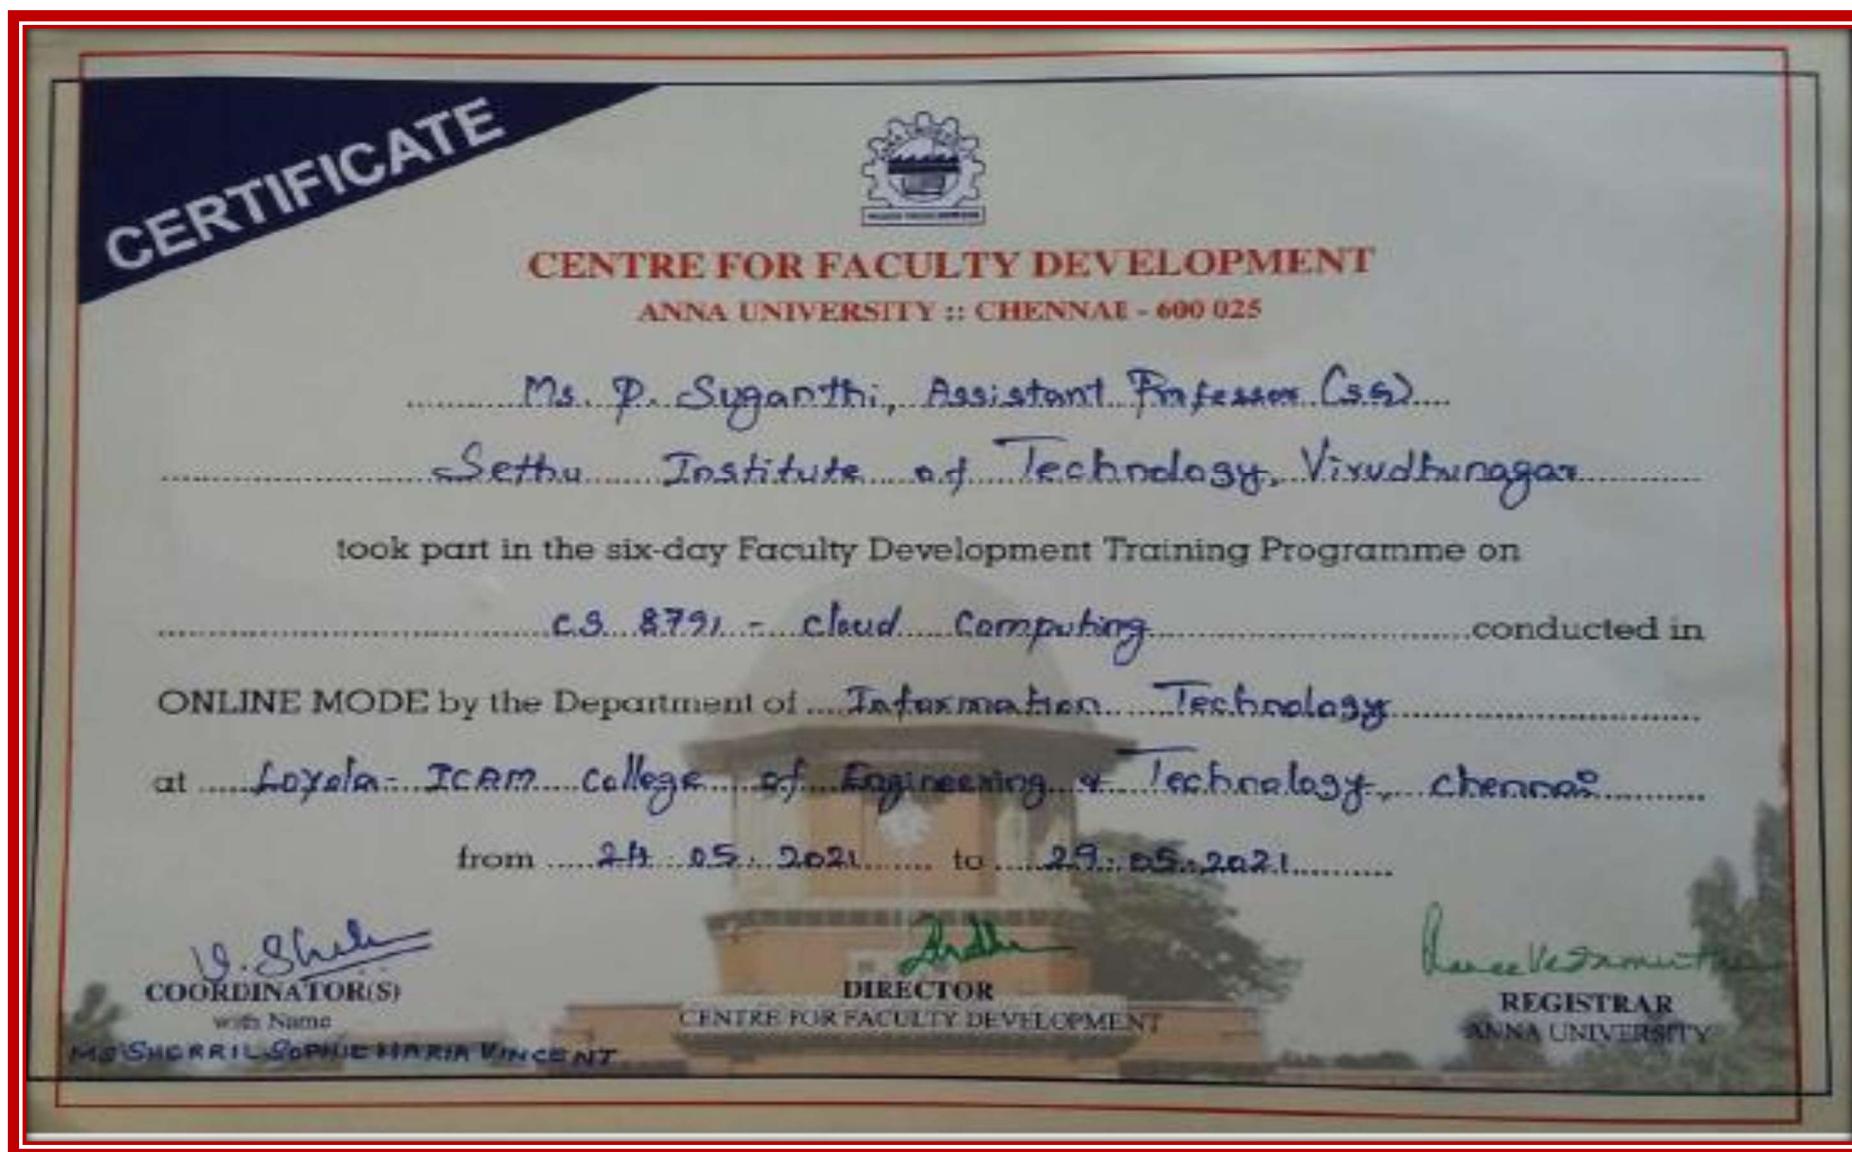 CERTIFICATE
CENTRE FOR FACULTY DEVELOPMENT
ANNA UNIVERSITY :: CHENNAI - 600 025
Ms. P. Suganthi, Assistant Professor (SG)
Sethu Institute of Technology, Virudhunagar
took part in the six-day Faculty Development Training Programme on
CS 8791 - Cloud Computing conducted in
ONLINE MODE by the Department of Information Technology
at Loyola-ICAM College of Engineering & Technology, Chennai
from 24.05.2021 to 29.05.2021
COORDINATOR(S)
with Name
MS SHERRIL SOPHIE MARIA VINCENT
DIRECTOR
CENTRE FOR FACULTY DEVELOPMENT
REGISTRAR
ANNA UNIVERSITY